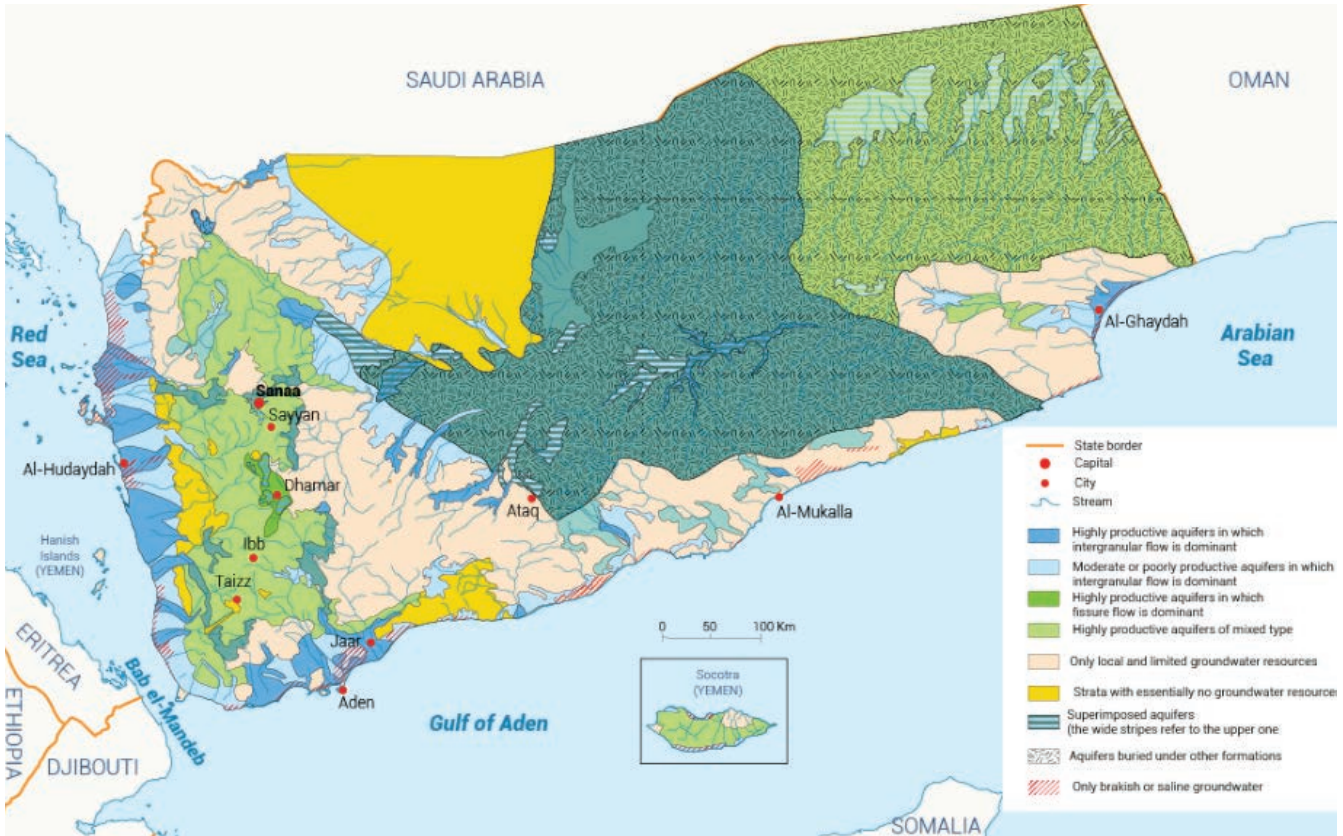 SAUDI ARABIA
OMAN
Red
Sea
Al-Ghaydah
Arabian
Sea
Sanaa
Sayyan
Al-Hudaydah
Dhamar
Ataq
Al-Mukalla
Hanish
Islands
(YEMEN)
Ibb
Taizz
Jaar
Aden
ERITREA
ETHIOPIA
Bab el-Mandeb
DJIBOUTI
Gulf of Aden
0 50 100 Km
Socotra
(YEMEN)
SOMALIA
State border
Capital
City
Stream
Highly productive aquifers in which
intergranular flow is dominant
Moderate or poorly productive aquifers in which
intergranular flow is dominant
Highly productive aquifers in which
fissure flow is dominant
Highly productive aquifers of mixed type
Only local and limited groundwater resources
Strata with essentially no groundwater resources
Superimposed aquifers
(the wide stripes refer to the upper one
Aquifers buried under other formations
Only brakish or saline groundwater